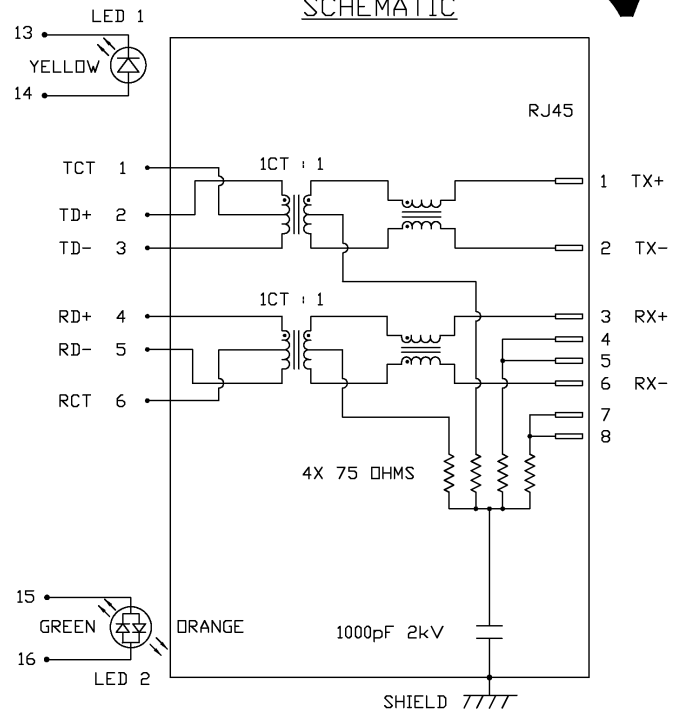 SCHEMATIC
LED 1
13
YELLOW
14
RJ45
TCT 1
1CT : 1
1 TX+
TD+ 2
TD- 3
2 TX-
1CT : 1
RD+ 4
3 RX+
4
RD- 5
5
6 RX-
RCT 6
7
8
4X 75 OHMS
15
GREEN
ORANGE
1000pF 2kV
16
LED 2
SHIELD